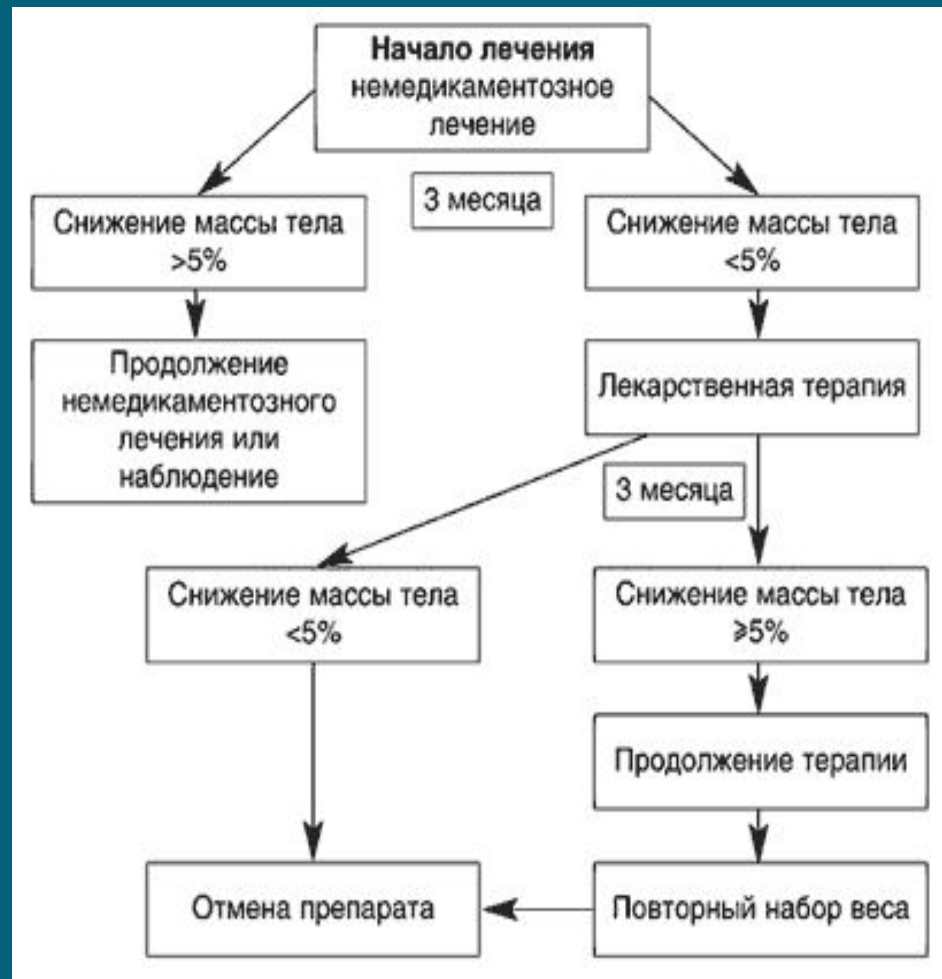 Начало лечения
немедикаментозное
лечение
3 месяца
Снижение массы тела
>5%
Снижение массы тела
<5%
Продолжение
немедикаментозного
лечения или
наблюдение
Лекарственная терапия
3 месяца
Снижение массы тела
<5%
Снижение массы тела
⩾5%
Продолжение терапии
Отмена препарата
Повторный набор веса